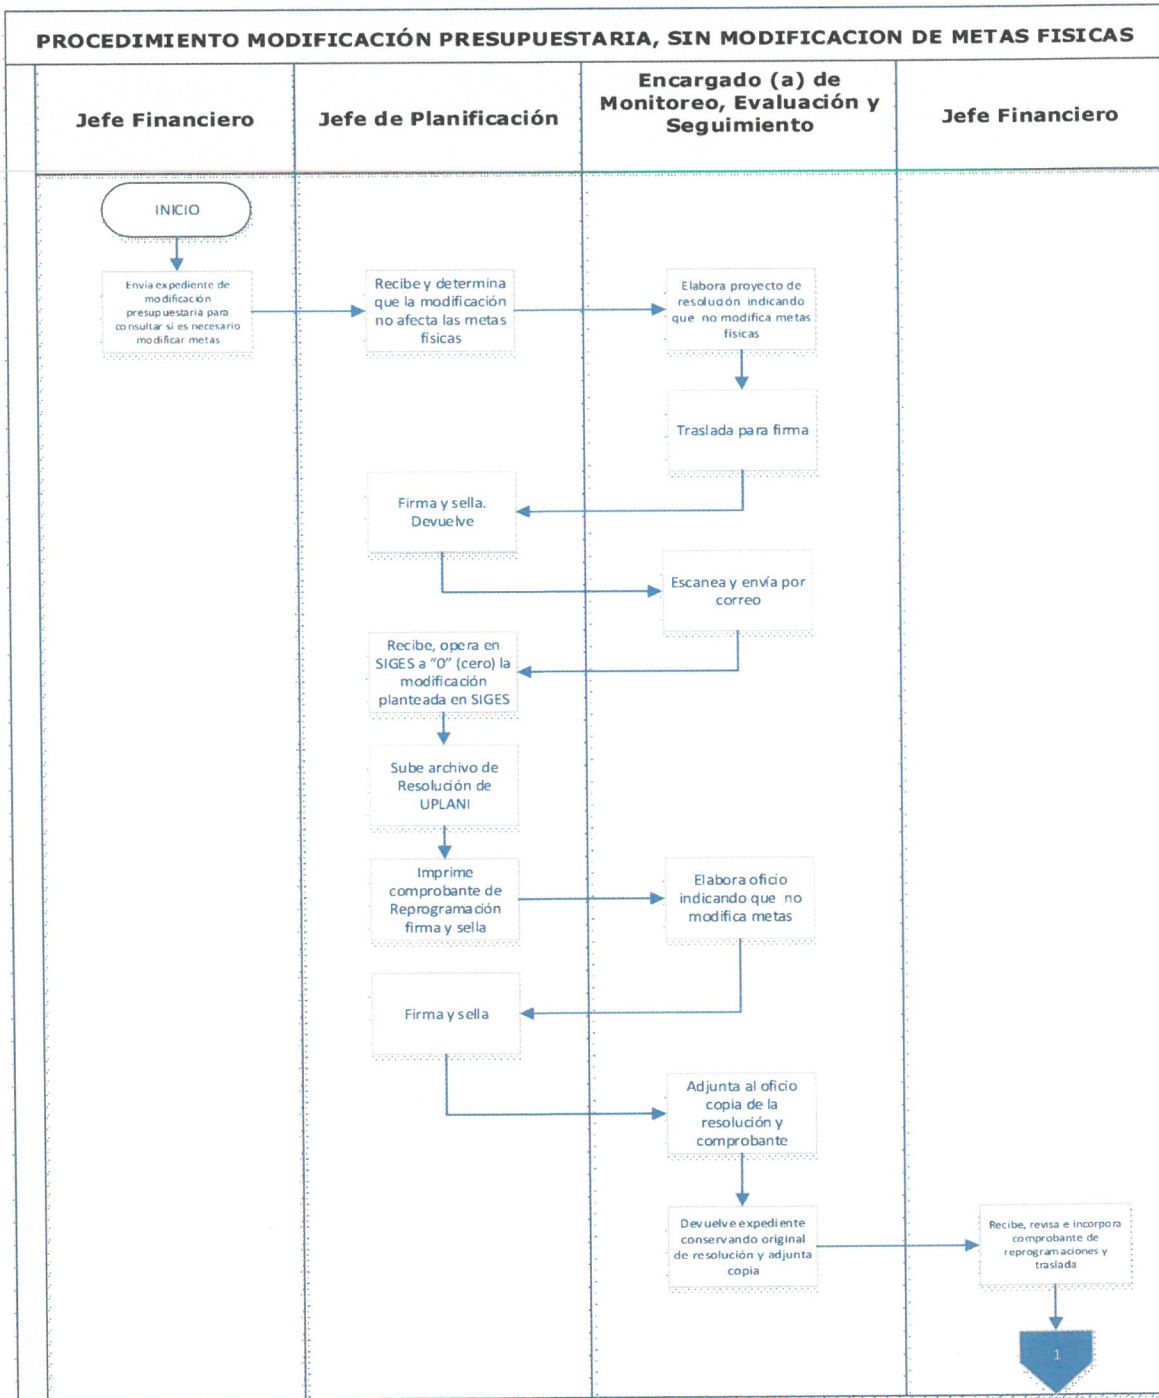 PROCEDIMIENTO MODIFICACIÓN PRESUPUESTARIA, SIN MODIFICACION DE METAS FISICAS
Jefe Financiero
Jefe de Planificación
Encargado (a) de
Monitoreo, Evaluación y
Seguimiento
Jefe Financiero
INICIO
Envía expediente de
modificación
presupuestaria para
consultar si es necesario
modificar metas
Recibe y determina
que la modificación
no afecta las metas
físicas
Elabora proyecto de
resolución indicando
que no modifica metas
físicas
Traslada para firma
Firma y sella.
Devuelve
Escanea y envía por
correo
Recibe, opera en
SIGES a "0" (cero) la
modificación
planteada en SIGES
Sube archivo de
Resolución de
UPLANI
Imprime
comprobante de
Reprogramación
firma y sella
Elabora oficio
indicando que no
modifica metas
Firma y sella
Adjunta al oficio
copia de la
resolución y
comprobante
Devuelve expediente
conservando original
de resolución y adjunta
copia
Recibe, revisa e incorpora
comprobante de
reprogramaciones y
traslada
1